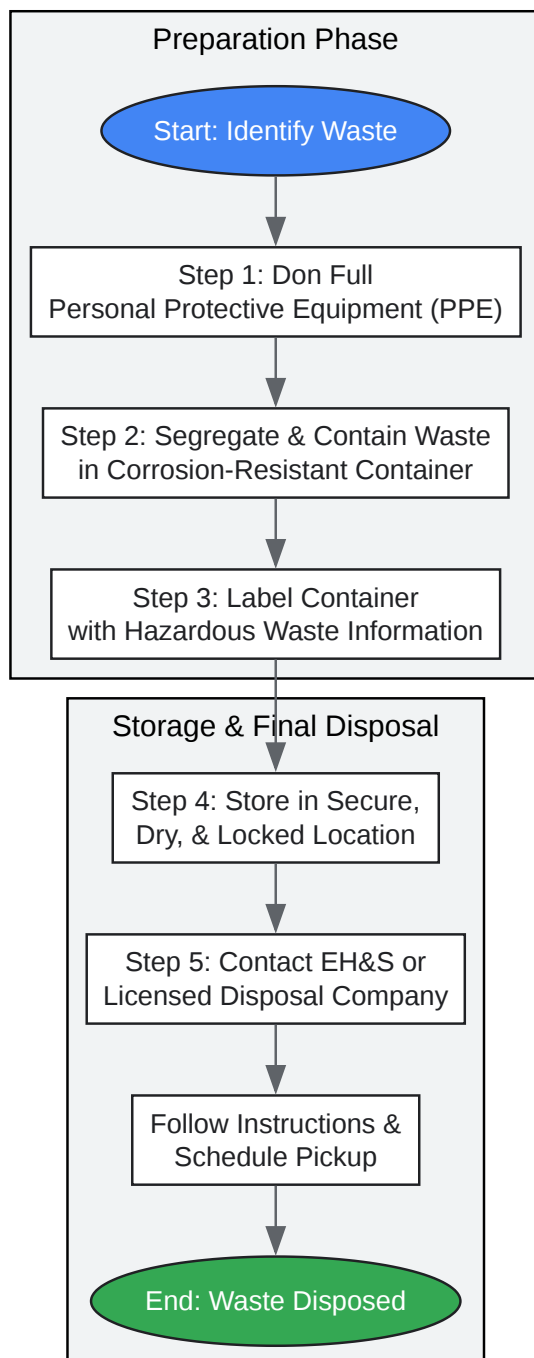 Preparation Phase
Start: Identify Waste
Step 1: Don Full
Personal Protective Equipment (PPE)
Step 2: Segregate & Contain Waste
in Corrosion-Resistant Container
Step 3: Label Container
with Hazardous Waste Information
Storage & Final Disposal
Step 4: Store in Secure,
Dry, & Locked Location
Step 5: Contact EH&S or
Licensed Disposal Company
Follow Instructions &
Schedule Pickup
End: Waste Disposed